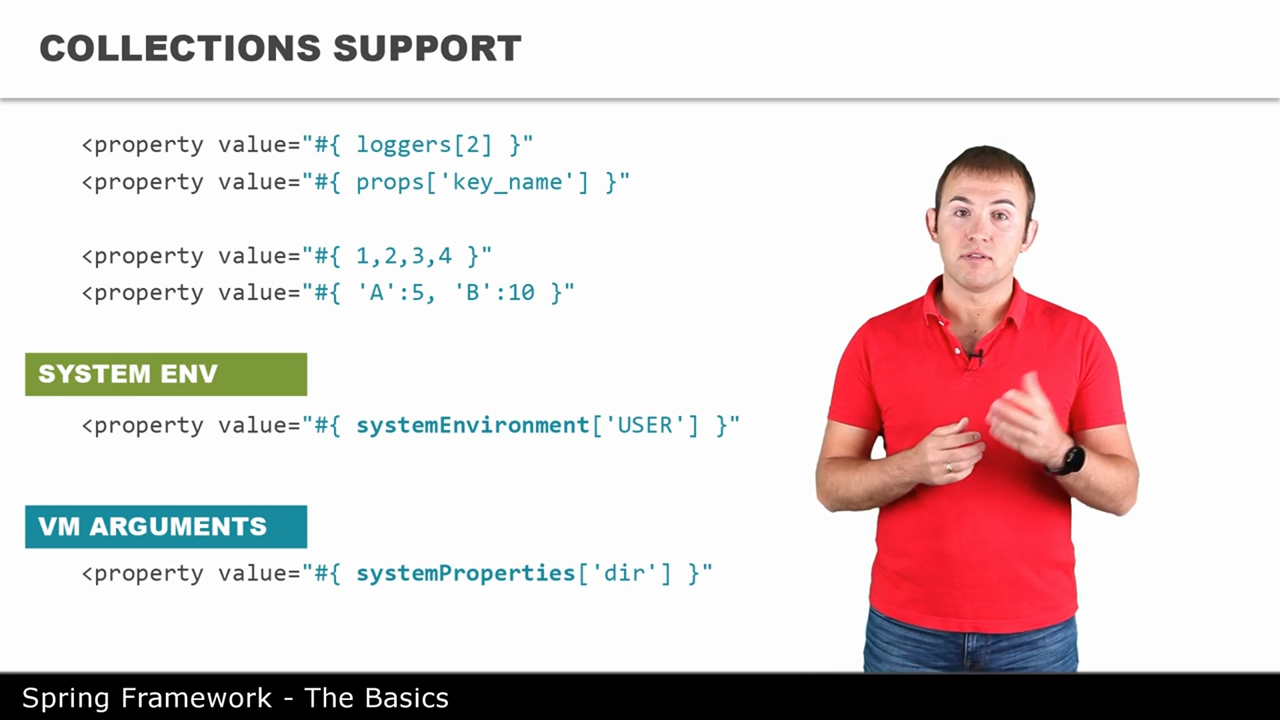 COLLECTIONS SUPPORT
<property value="#{ loggers[2] }"
<property value="#{ props['key_name'] }"
<property value="#{ 1,2,3,4 }"
<property value="#{ 'A':5, 'B':10 }"
SYSTEM ENV
<property value="#{ systemEnvironment['USER'] }"
VM ARGUMENTS
<property value="#{ systemProperties['dir'] }"
Spring Framework - The Basics